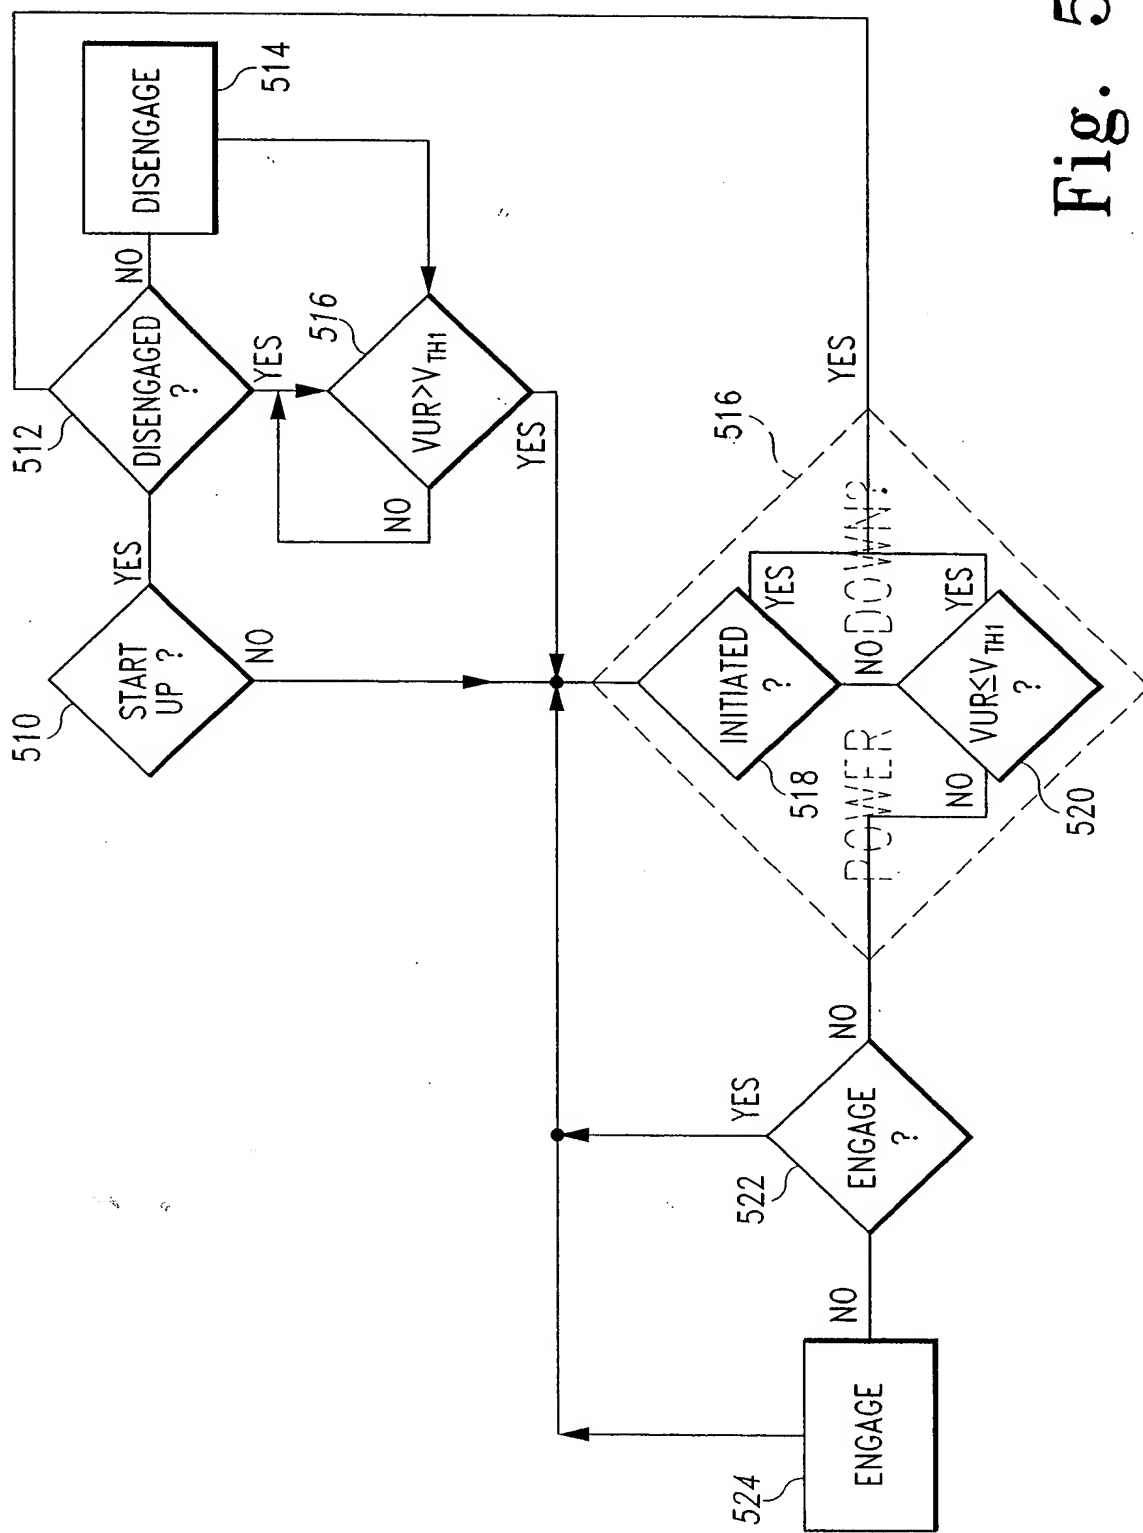 510
START
UP ?
YES
NO
512
DISENGAGED
?
NO
YES
DISENGAGE
514
516
VUR>VTH1
NO
YES
516
POWER DOWN?
INITIATED
?
518
YES
NO
VUR≤VTH1
?
520
YES
NO
YES
NO
ENGAGE
?
522
YES
NO
ENGAGE
524
Fig. 5